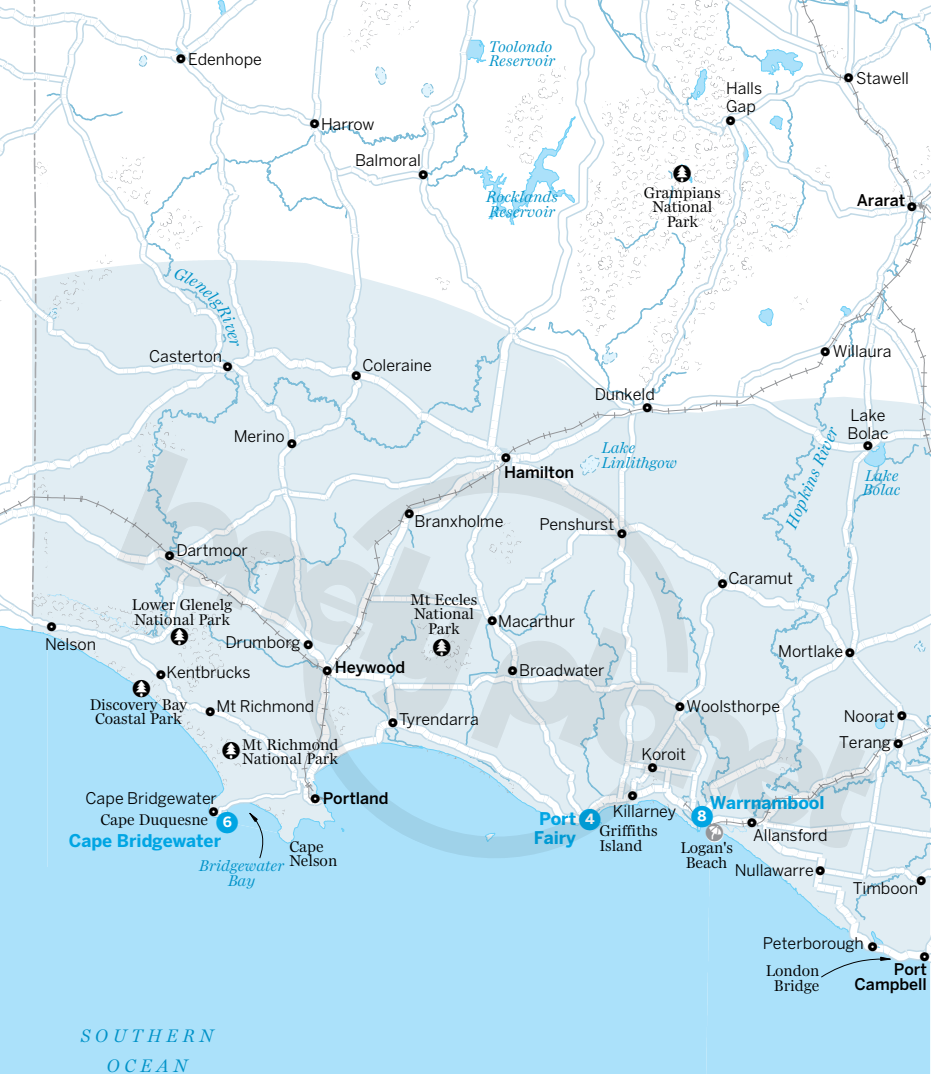 Toolondo
Reservoir
Edenhope
Stawell
Halls
Gap
Harrow
Balmoral
Rocklands
Reservoir
Grampians
National
Park
Ararat
Glenelg River
Casterton
Coleraine
Willaura
Dunkeld
Lake
Bolac
Merino
Hamilton
Lake
Linlithgow
Hopkins River
Lake
Bolac
Branxholme
Penshurst
Dartmoor
Caramut
Lower Glenelg
National Park
Mt Eccles
National
Park
Macarthur
Nelson
Drumborg
Heywood
Broadwater
Mortlake
Kentbrucks
Discovery Bay
Coastal Park
Mt Richmond
Tyrendarra
Woolsthorpe
Noorat
Terang
Mt Richmond
National Park
Koroit
Cape Bridgewater
Cape Duquesne
6
Cape Bridgewater
Portland
Port
Fairy
4
Killarney
Griffiths
Island
8
Warrnambool
Logan's
Beach
Allansford
Bridgewater
Bay
Cape
Nelson
Nullawarre
Timboon
Peterborough
London
Bridge
Port
Campbell
SOUTHERN
OCEAN
lonely planet